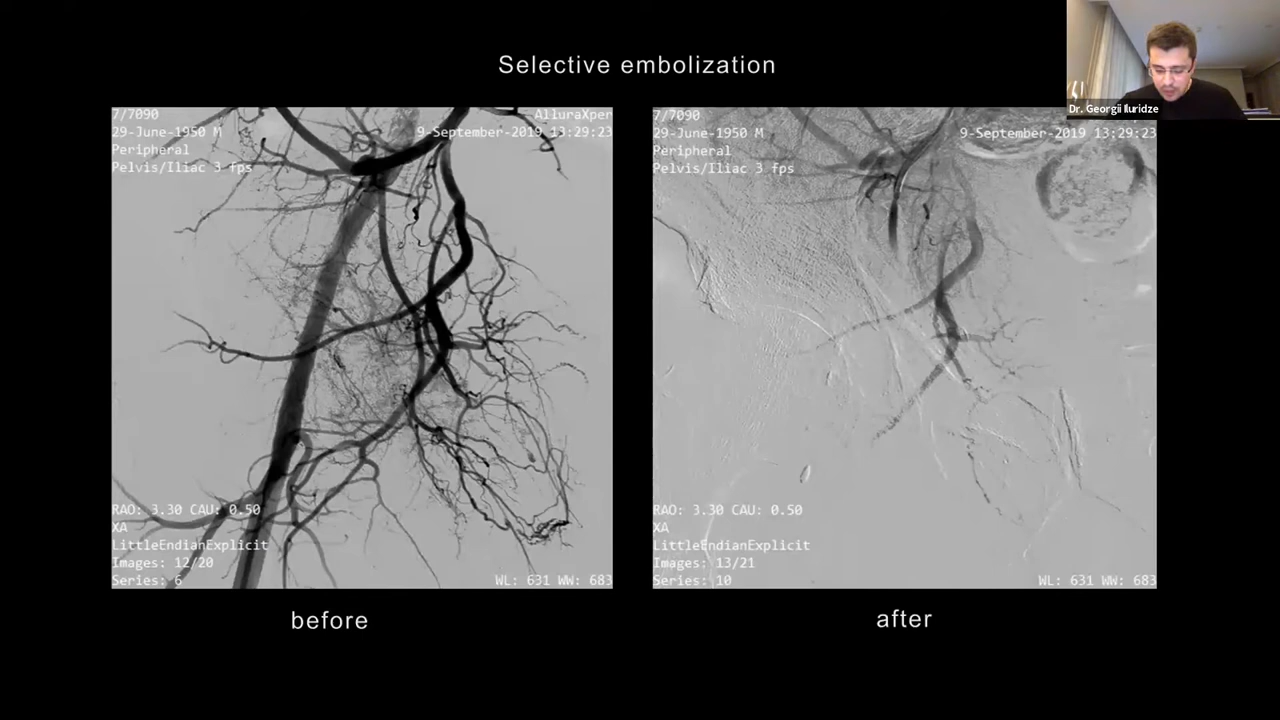 Selective embolization
Dr. Georgii Iluridze
7/7090
AlluraXper
29-June-1950 M
9-September-2019 13:29:23
Peripheral
Pelvis/Iliac 3 fps
RAO: 3.30 CAU: 0.50
XA
LittleEndianExplicit
Images: 12/20
Series: 6
WL: 631 WW: 683
7/7090
29-June-1950 M
9-September-2019 13:29:23
Peripheral
Pelvis/Iliac 3 fps
RAO: 3.30 CAU: 0.50
XA
LittleEndianExplicit
Images: 13/21
Series: 10
WL: 631 WW: 683
before
after